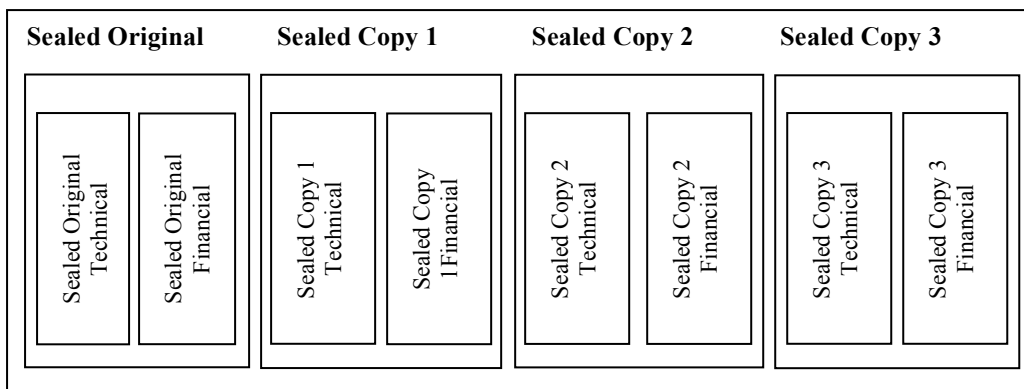 Sealed Original
Sealed Copy 1
Sealed Copy 2
Sealed Copy 3
Sealed Original
Technical
Sealed Original
Financial
Sealed Copy 1
Technical
Sealed Copy
1Financial
Sealed Copy 2
Technical
Sealed Copy 2
Financial
Sealed Copy 3
Technical
Sealed Copy 3
Financial